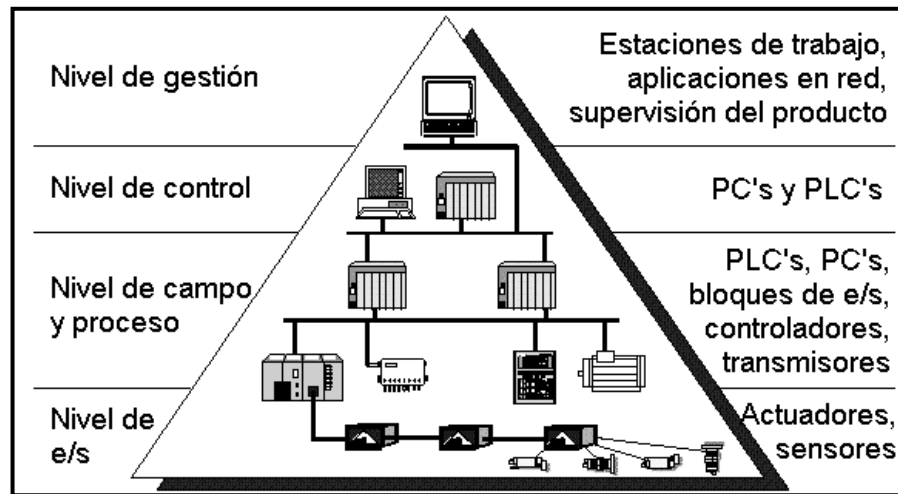 Nivel de gestión
Estaciones de trabajo,
aplicaciones en red,
supervisión del producto
Nivel de control
PC's y PLC's
Nivel de campo
y proceso
PLC's, PC's,
bloques de e/s,
controladores,
transmisores
Nivel de
e/s
Actuadores,
sensores